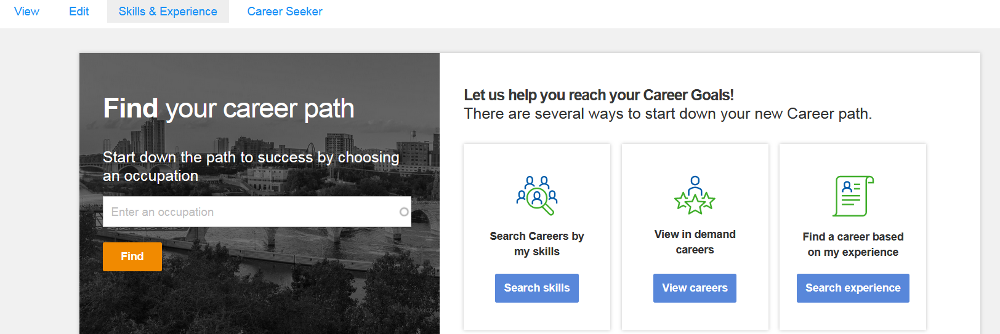 View
Edit
Skills & Experience
Career Seeker
Find your career path
Start down the path to success by choosing
an occupation
Enter an occupation
Find
Let us help you reach your Career Goals!
There are several ways to start down your new Career path.
Search Careers by
my skills
Search skills
View in demand
careers
View careers
Find a career based
on my experience
Search experience